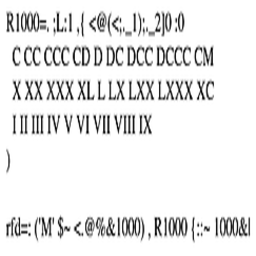 R1000=. ;L:1 ,{ <@(<;._1);._2]0 :0
C CC CCC CD D DC DCC DCCC CM
X XX XXX XL L LX LXX LXXX XC
I II III IV V VI VII VIII IX
)
rfd=: ('M' $~ <.@%&1000) , R1000 {::~ 1000&|